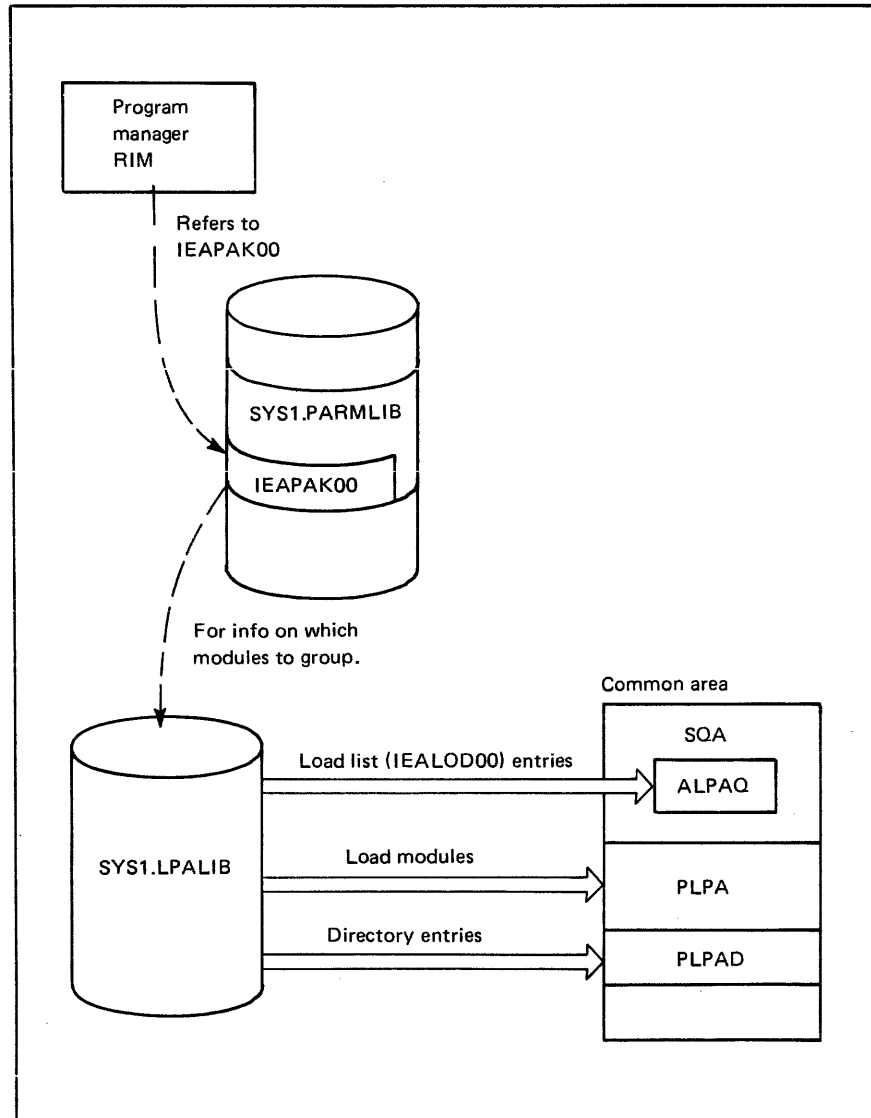 Program
manager
RIM
Refers to
IEAPAK00
SYS1.PARMLIB
IEAPAK00
For info on which
modules to group.
Common area
SQA
Load list (IEALOD00) entries
ALPAQ
SYS1.LPALIB
Load modules
PLPA
Directory entries
PLPAD